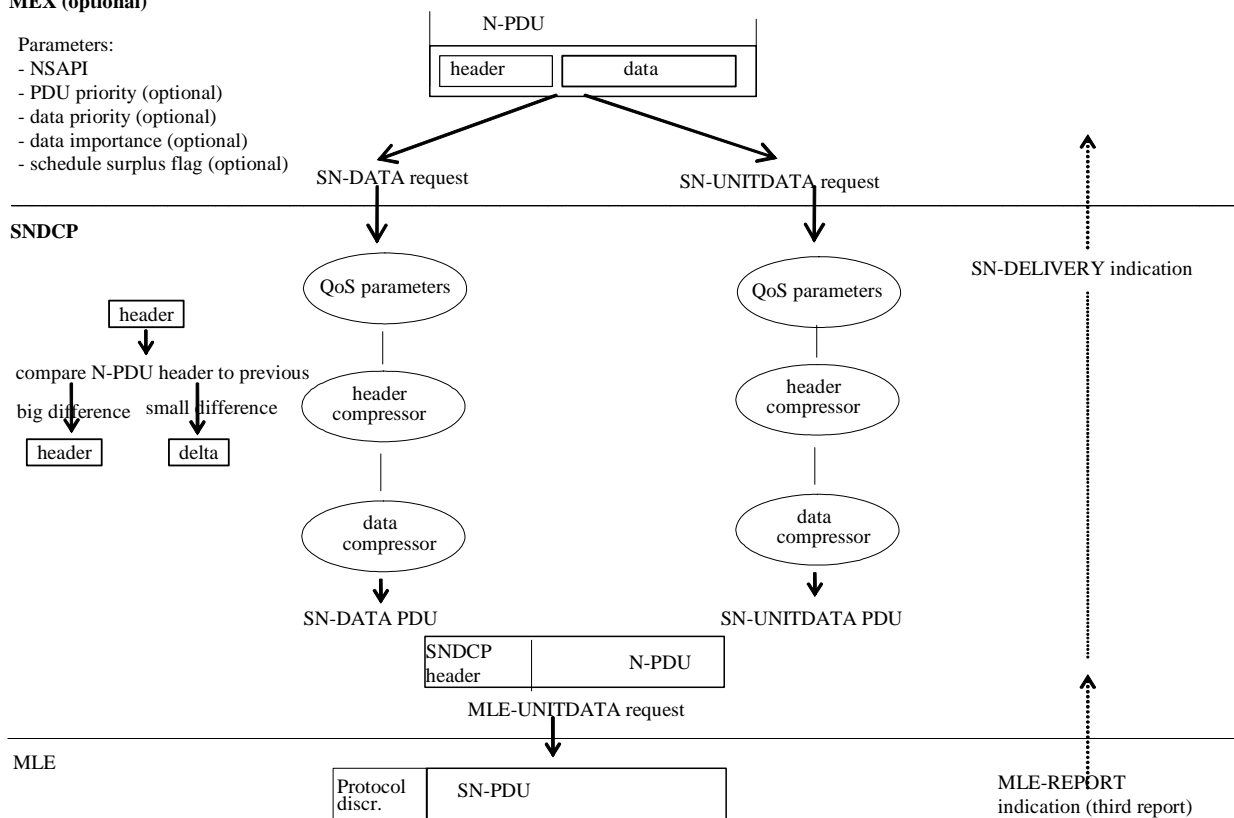 MEX (optional)
N-PDU
Parameters:
- NSAPI
- PDU priority (optional)
- data priority (optional)
- data importance (optional)
- schedule surplus flag (optional)
header
data
SN-DATA request
SN-UNITDATA request
SNDCP
SN-DELIVERY indication
QoS parameters
QoS parameters
header
compare N-PDU header to previous
big difference
small difference
header
delta
header
compressor
header
compressor
data
compressor
data
compressor
SN-DATA PDU
SN-UNITDATA PDU
SNDCP
header
N-PDU
MLE-UNITDATA request
MLE
Protocol
discr.
SN-PDU
MLE-REPORT
indication (third report)